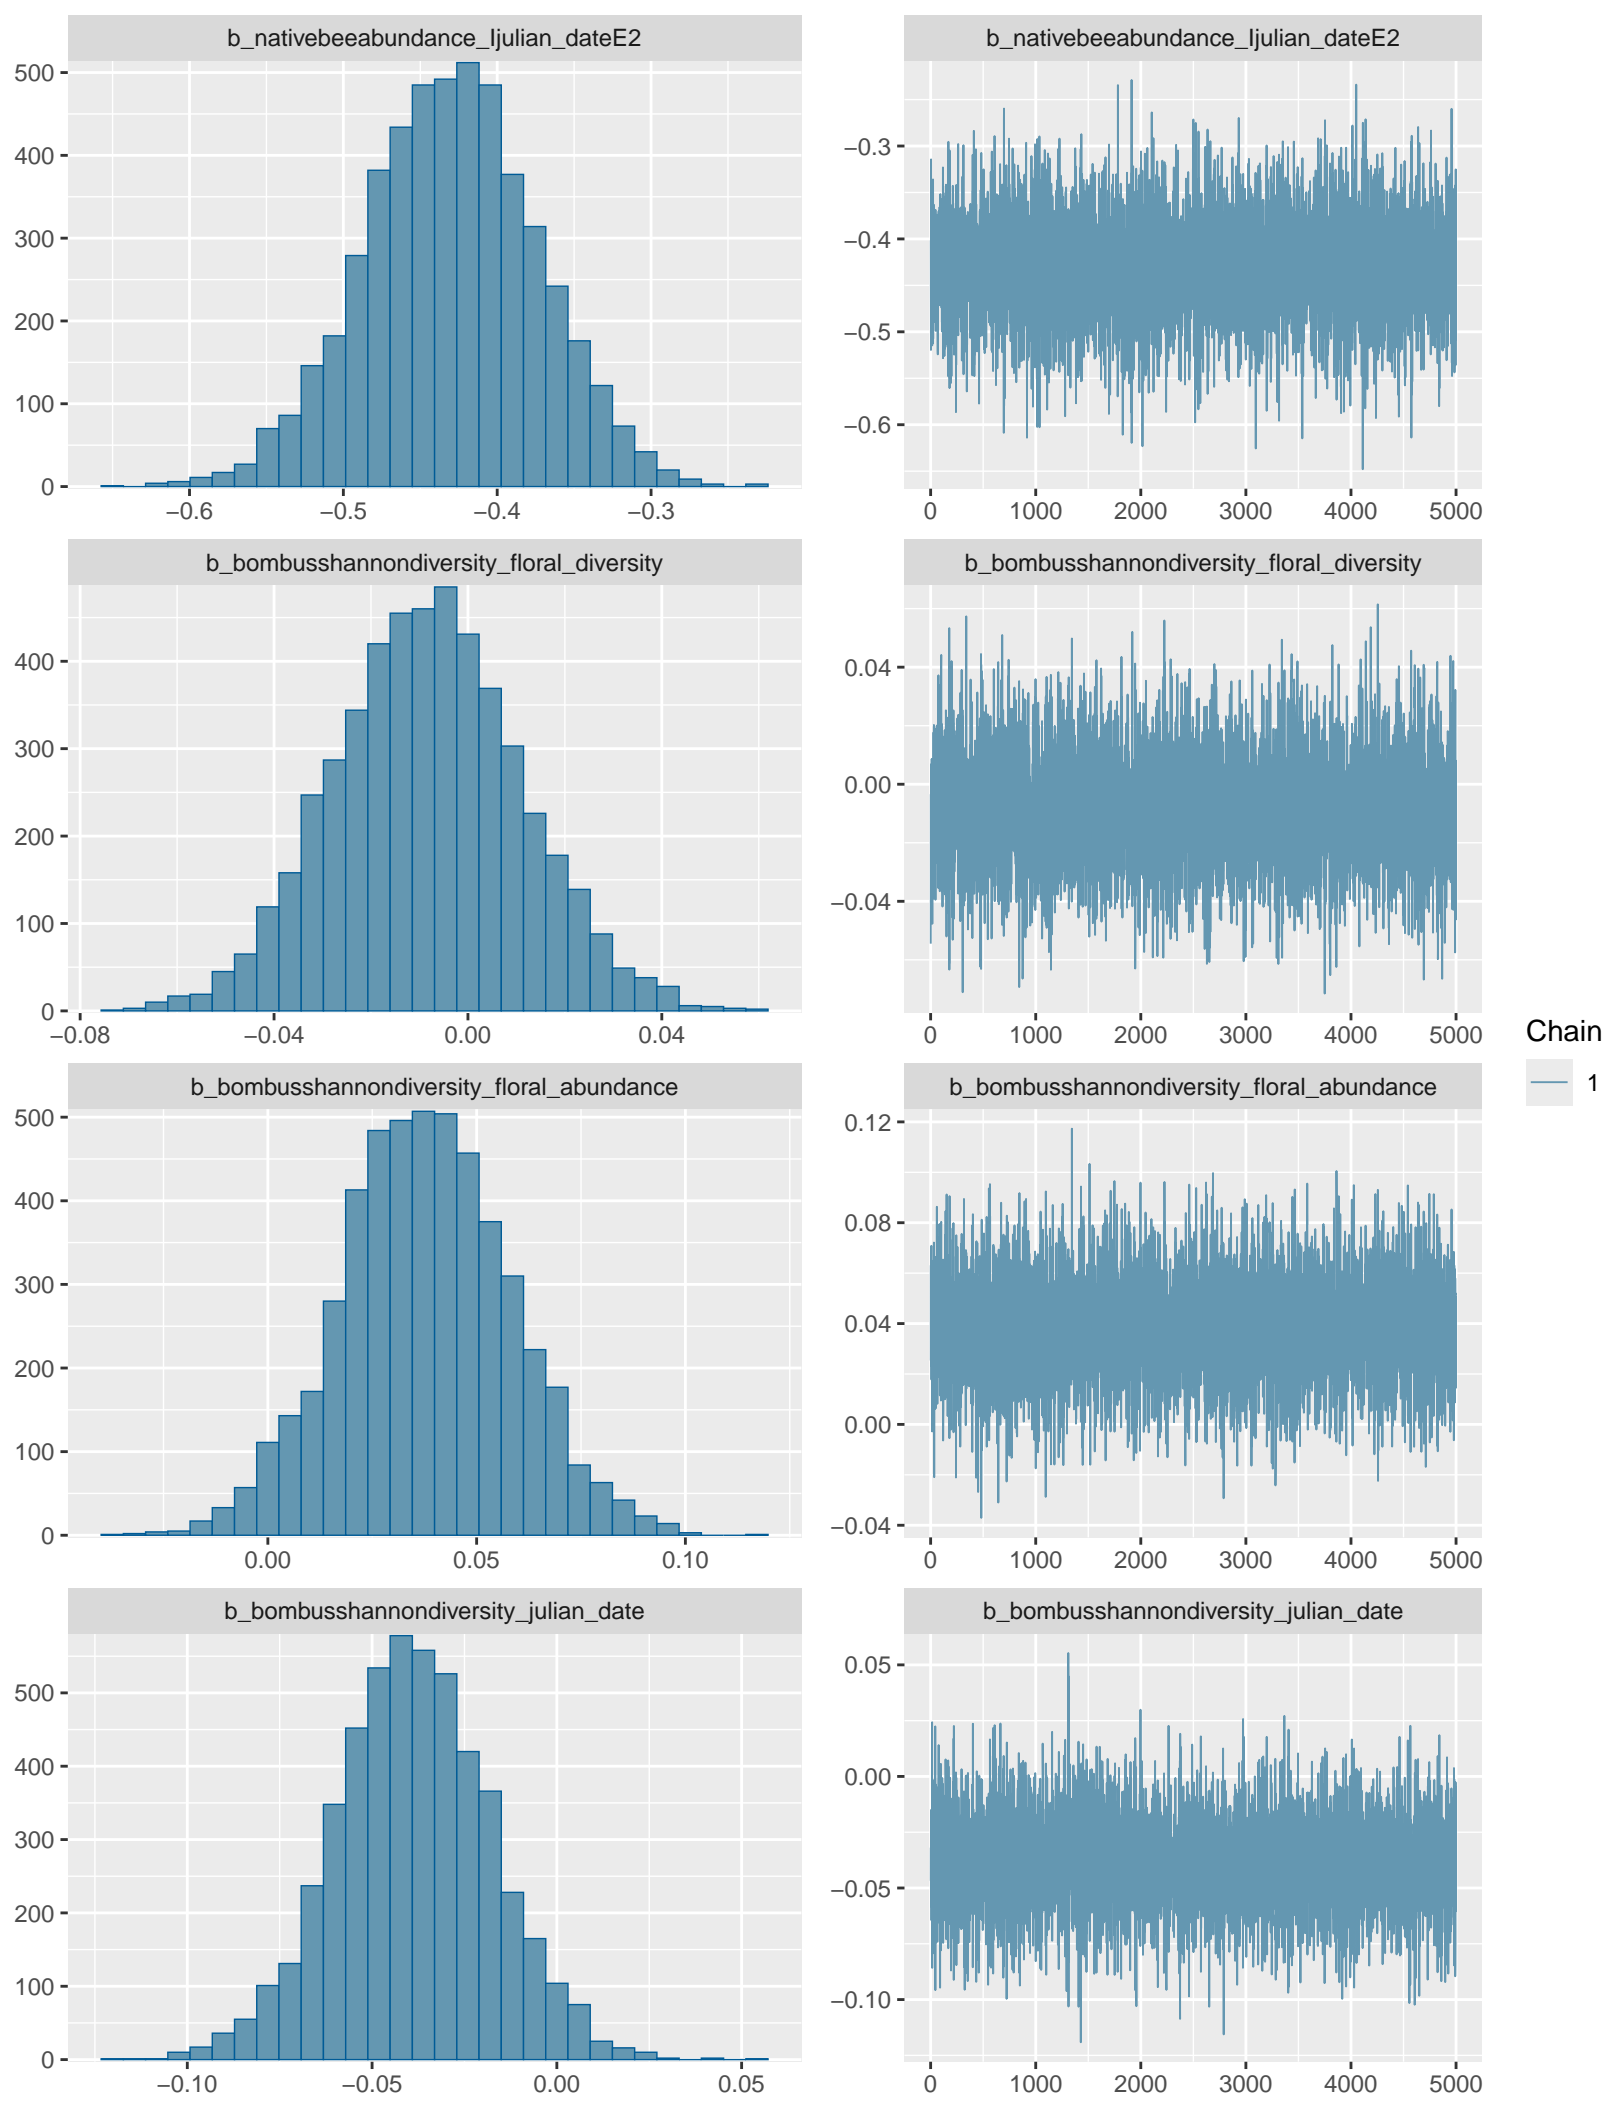 b_nativebeeabundance_Ijulian_dateE2
b_nativebeeabundance_Ijulian_dateE2
500
400
300
200
100
0
−0.6 −0.5 −0.4 −0.3
−0.3
−0.4
−0.5
−0.6
0 1000 2000 3000 4000 5000
b_bombusshannondiversity_floral_diversity
b_bombusshannondiversity_floral_diversity
400
300
200
100
0
−0.08 −0.04 0.00 0.04
0.04
0.00
−0.04
0 1000 2000 3000 4000 5000
Chain
1
b_bombusshannondiversity_floral_abundance
b_bombusshannondiversity_floral_abundance
500
400
300
200
100
0
0.00 0.05 0.10
0.12
0.08
0.04
0.00
−0.04
0 1000 2000 3000 4000 5000
b_bombusshannondiversity_julian_date
b_bombusshannondiversity_julian_date
500
400
300
200
100
0
−0.10 −0.05 0.00 0.05
0.05
0.00
−0.05
−0.10
0 1000 2000 3000 4000 5000